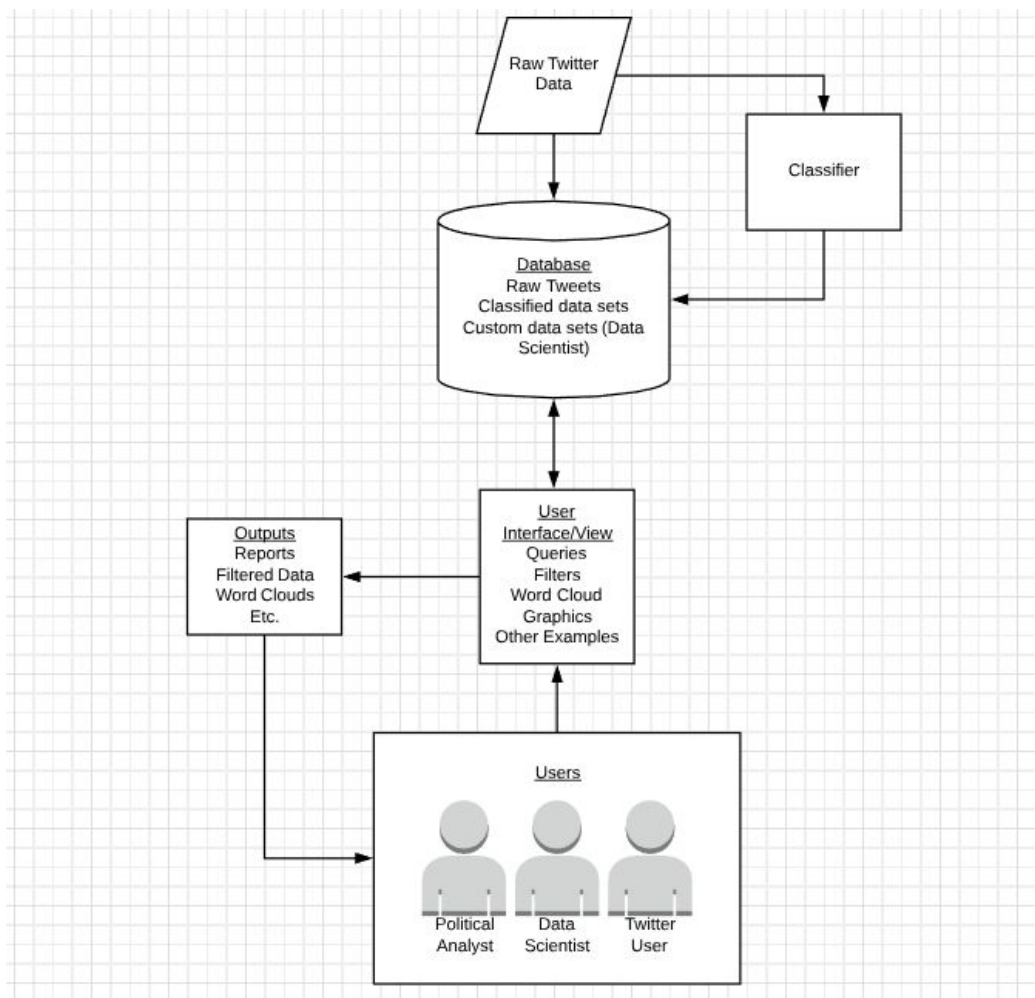 Raw Twitter
Data
Classifier
Database
Raw Tweets
Classified data sets
Custom data sets (Data
Scientist)
User
Interface/View
Queries
Filters
Word Cloud
Graphics
Other Examples
Outputs
Reports
Filtered Data
Word Clouds
Etc.
Users
Political
Analyst
Data
Scientist
Twitter
User